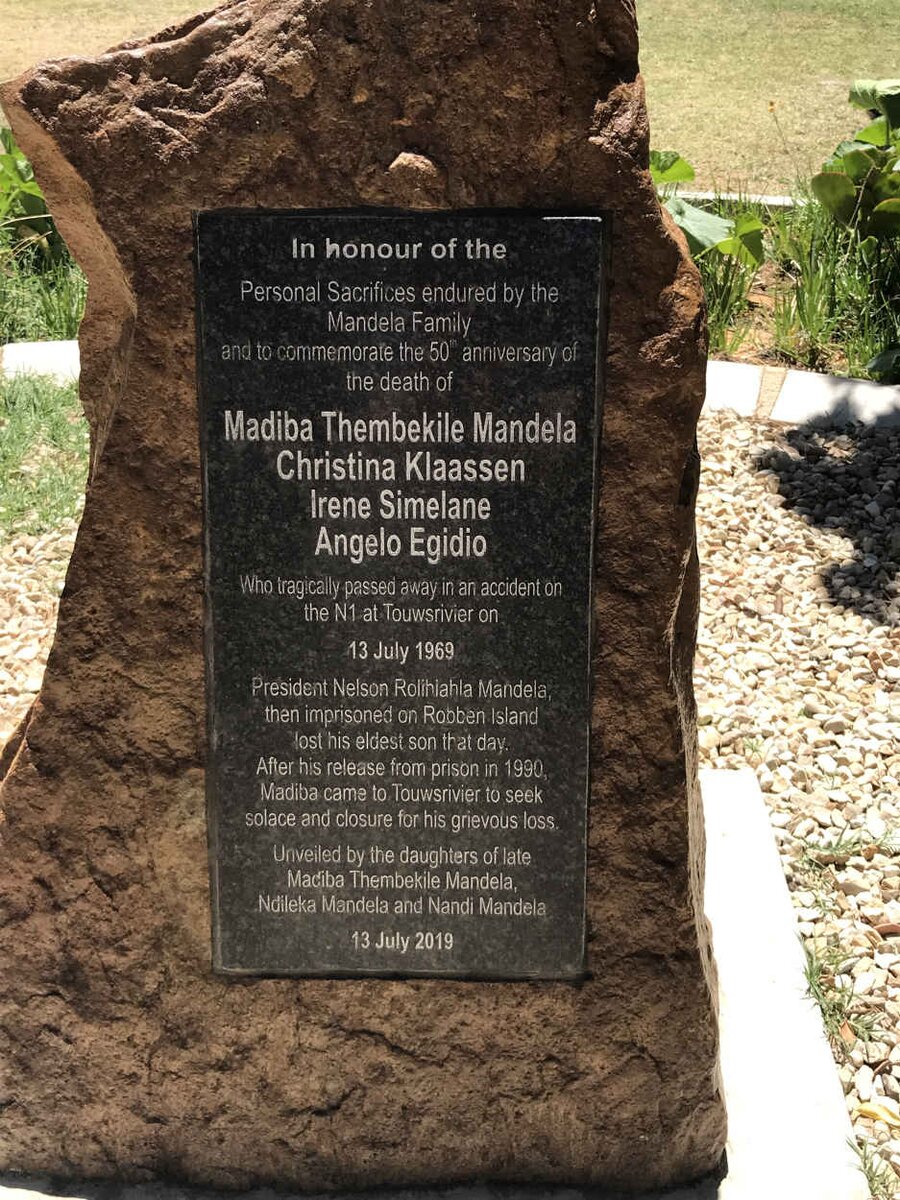 In honour of the
Personal Sacrifices endured by the
Mandela Family
and to commemorate the 50th anniversary of
the death of
Madiba Thembekile Mandela
Christina Klaassen
Irene Simelane
Angelo Egidio
Who tragically passed away in an accident on
the N1 at Touwsrivier on
13 July 1969
President Nelson Rolihlahla Mandela,
then imprisoned on Robben Island
lost his eldest son that day.
After his release from prison in 1990,
Madiba came to Touwsrivier to seek
solace and closure for his grievous loss.
Unveiled by the daughters of late
Madiba Thembekile Mandela,
Ndileka Mandela and Nandi Mandela
13 July 2019